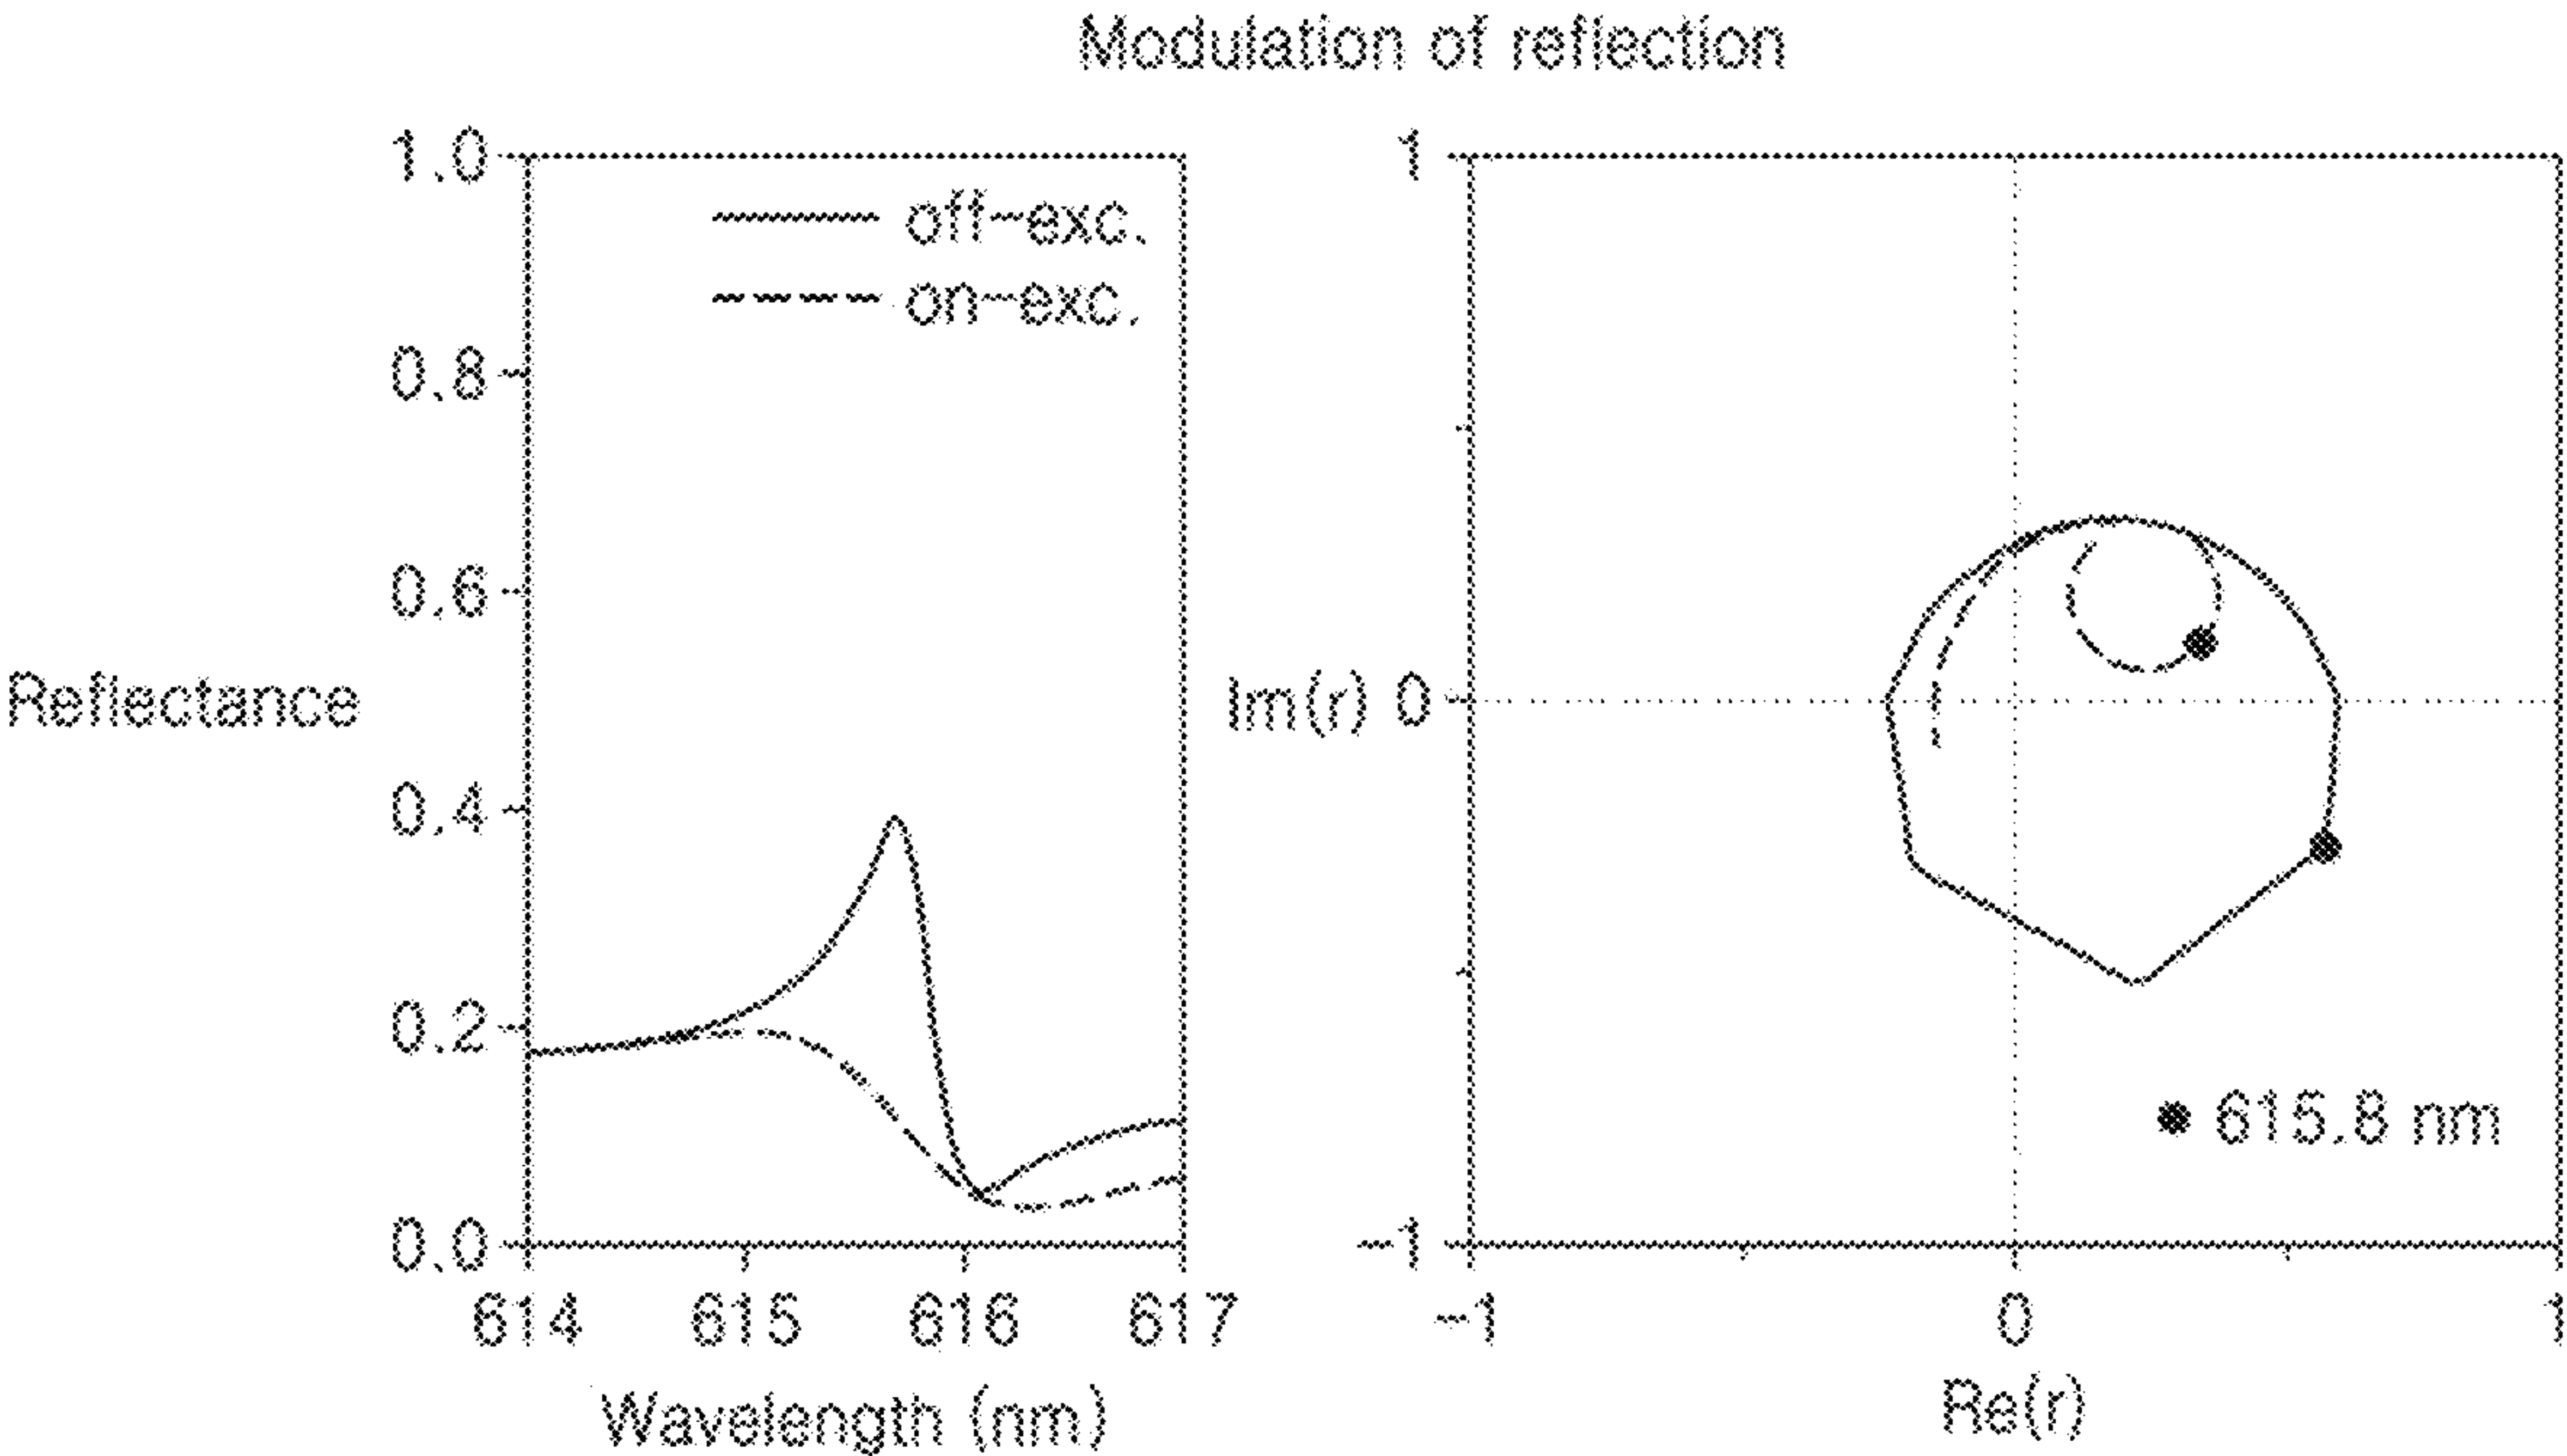 Modulation of reflection
1.0
0.8
0.6
0.4
0.2
0.0
Reflectance
off-exc.
on-exc.
614 615 616 617
Wavelength (nm)
1
Im(r) 0
-1
615.8 nm
-1 0 1
Re(r)